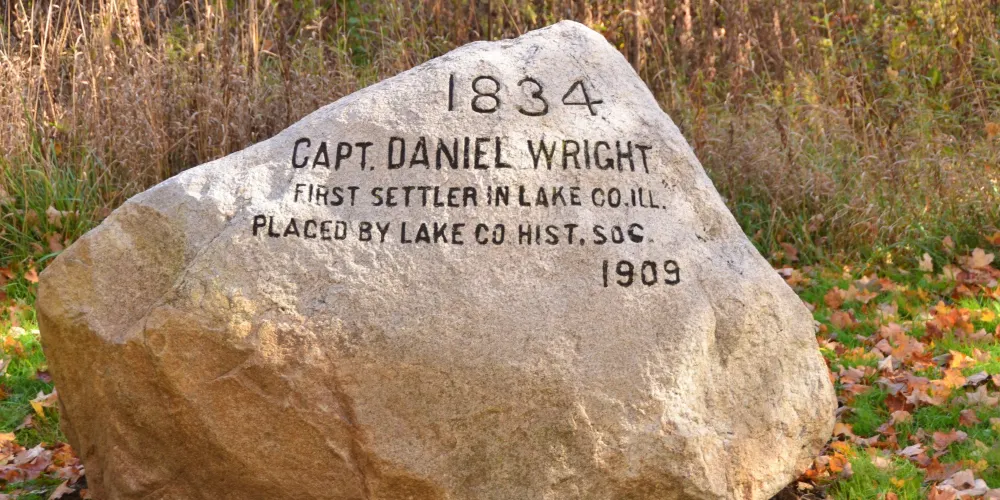 1834
CAPT. DANIEL WRIGHT
FIRST SETTLER IN LAKE CO. ILL.
PLACED BY LAKE CO HIST. SOC.
1909